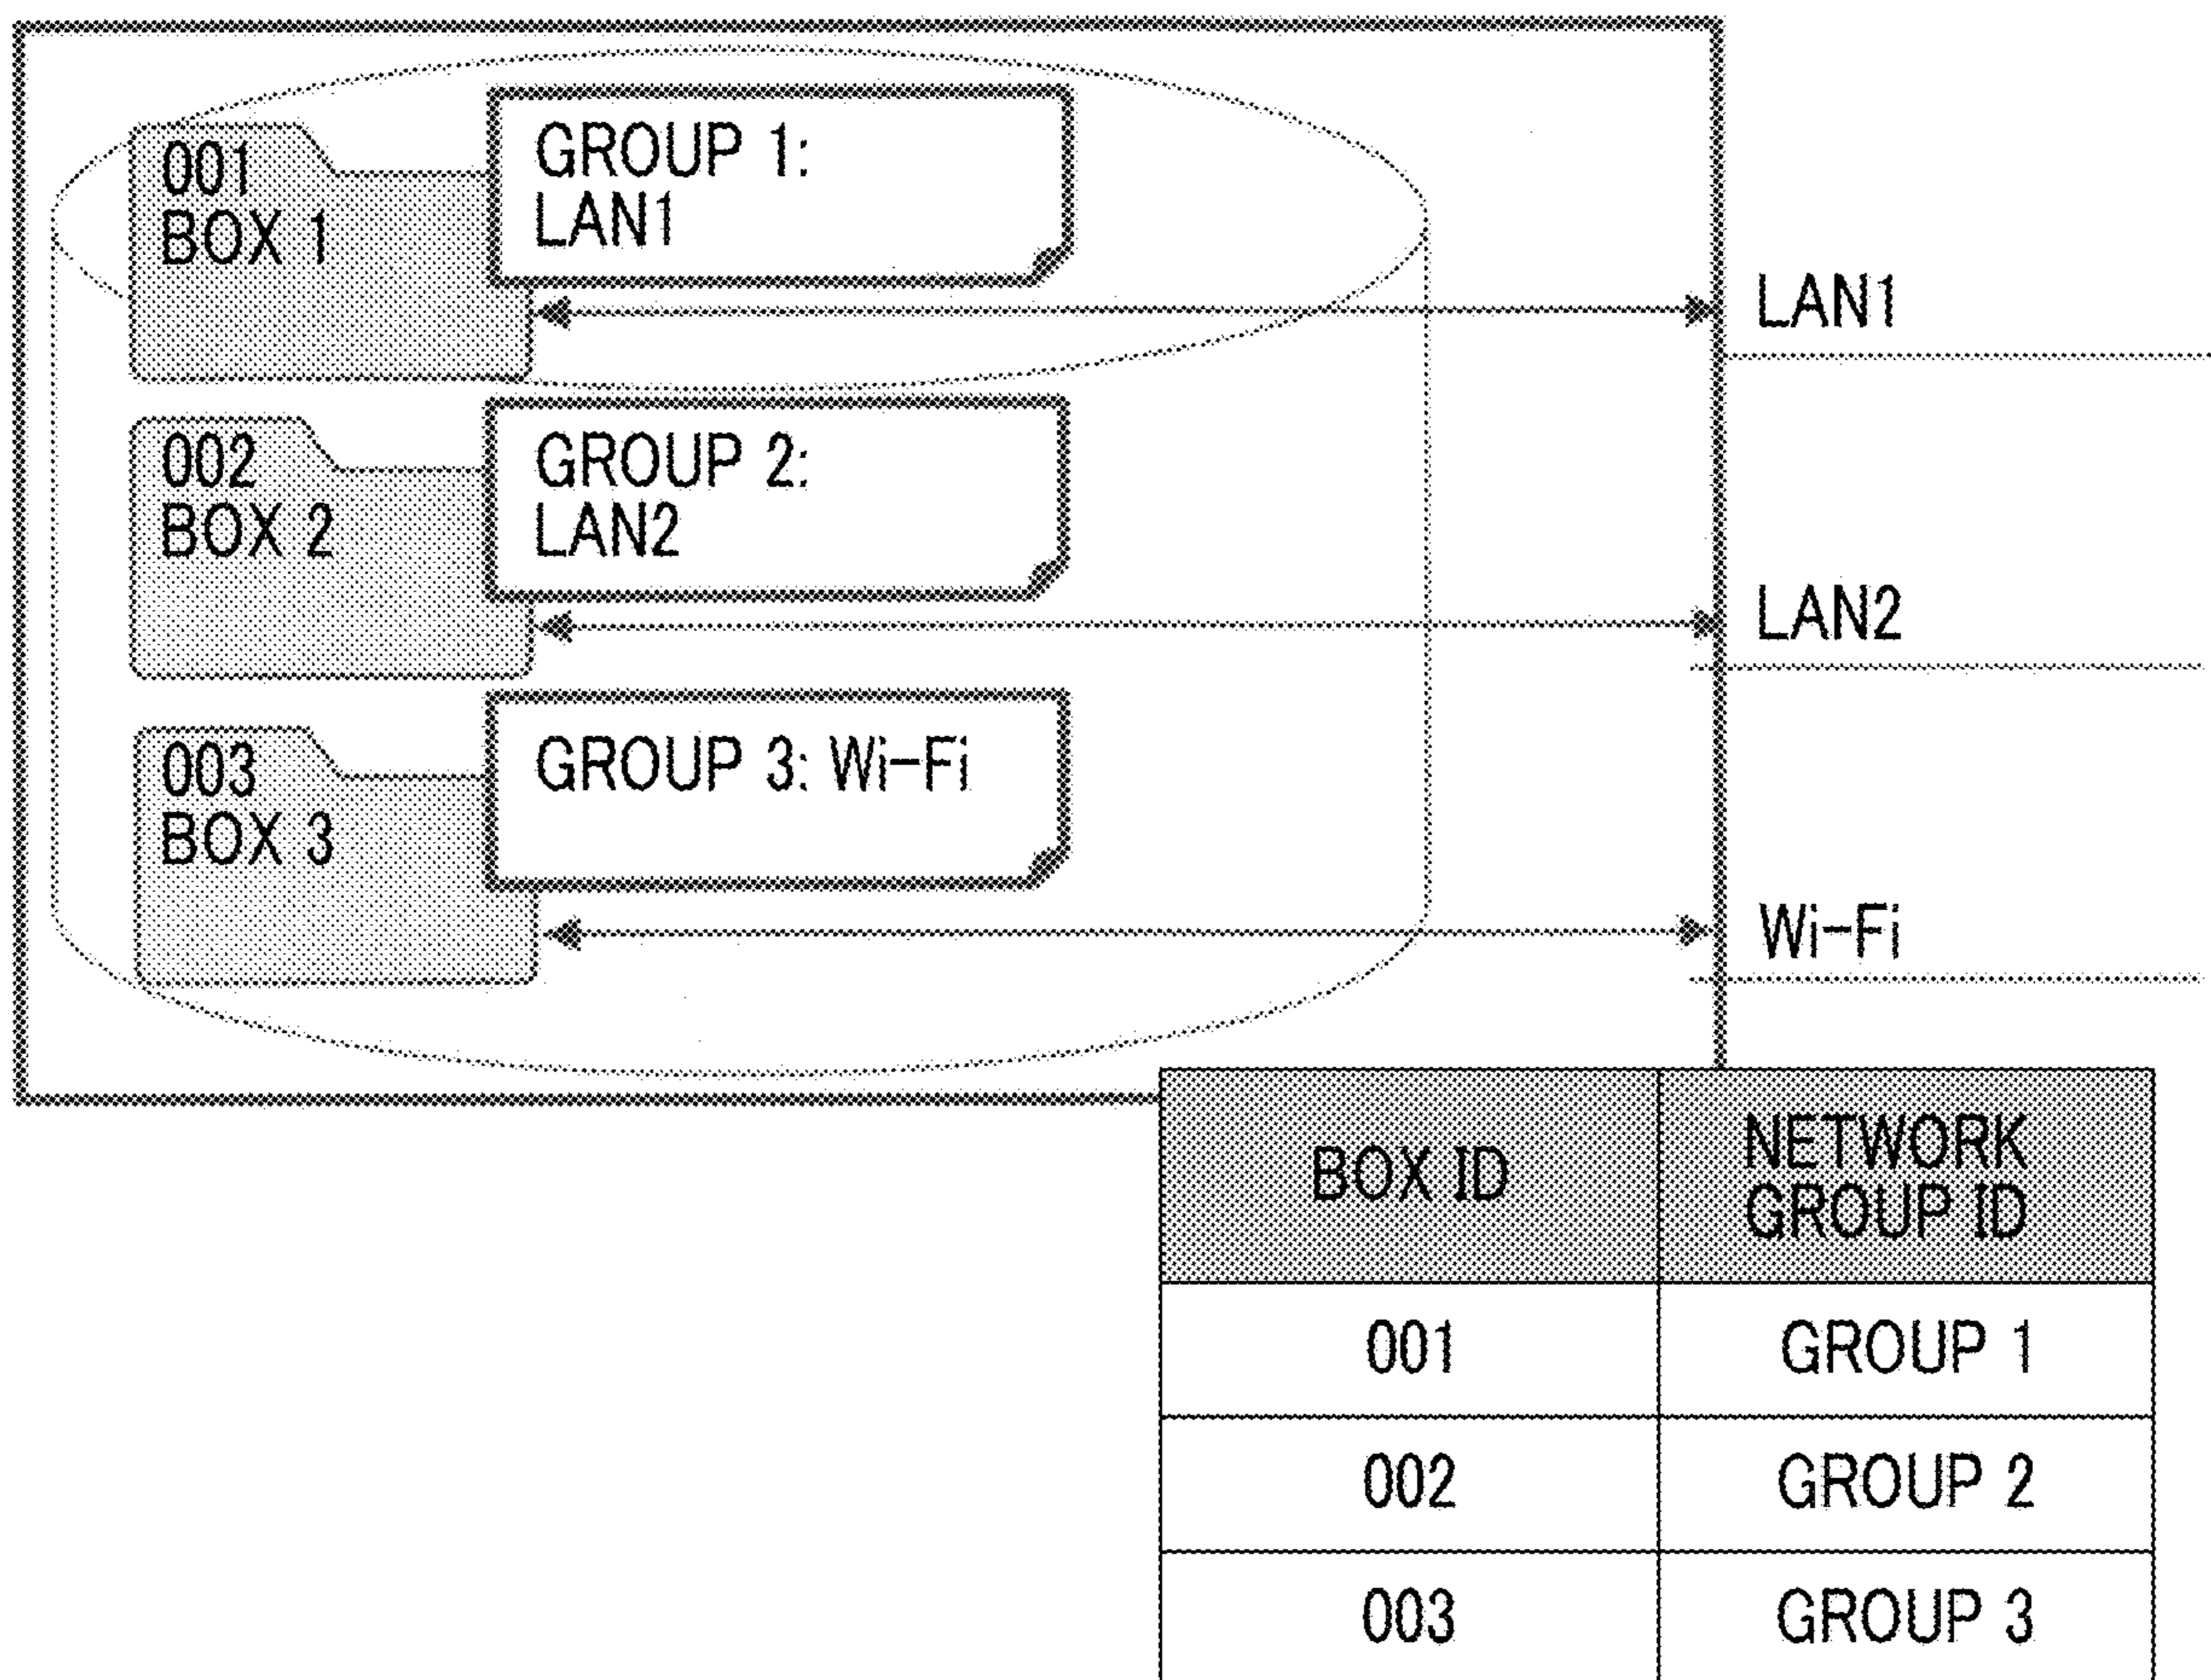 001
BOX 1
GROUP 1:
LAN1
LAN1
002
BOX 2
GROUP 2:
LAN2
LAN2
003
BOX 3
GROUP 3: Wi-Fi
Wi-Fi
BOX ID
NETWORK
GROUP ID
001
GROUP 1
002
GROUP 2
003
GROUP 3